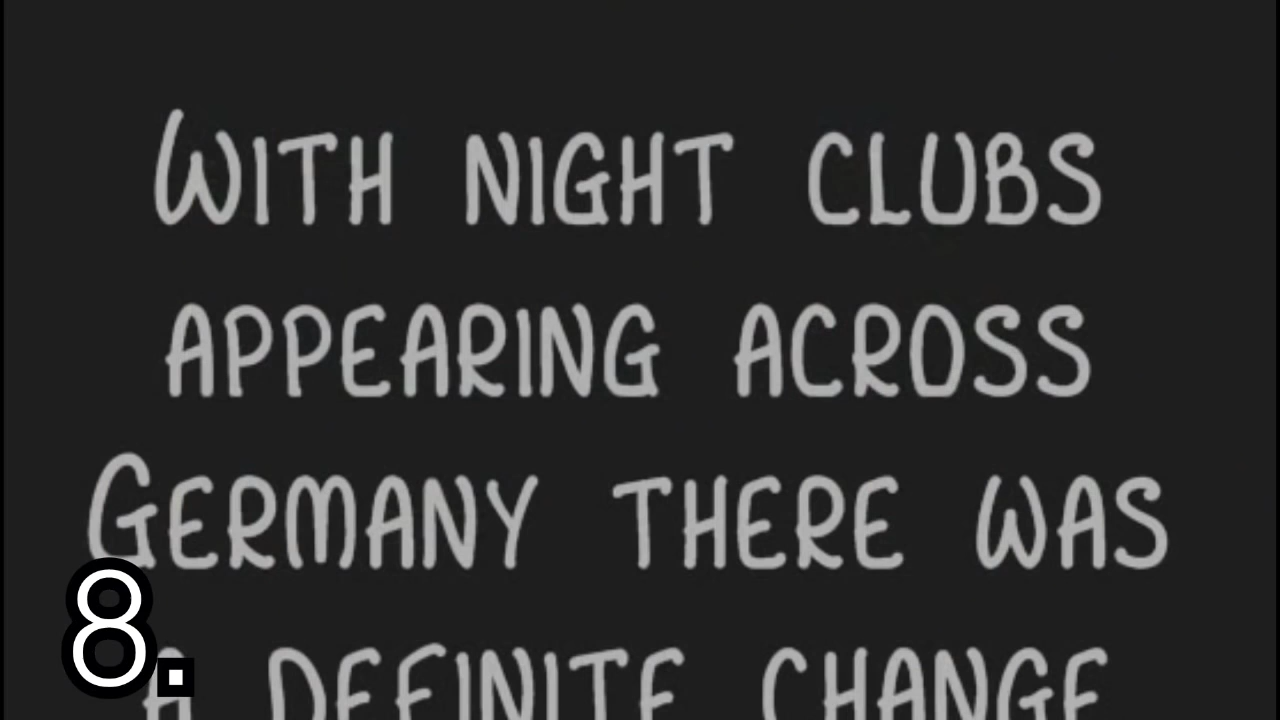 With night clubs
appearing across
Germany there was
a definite change
8.